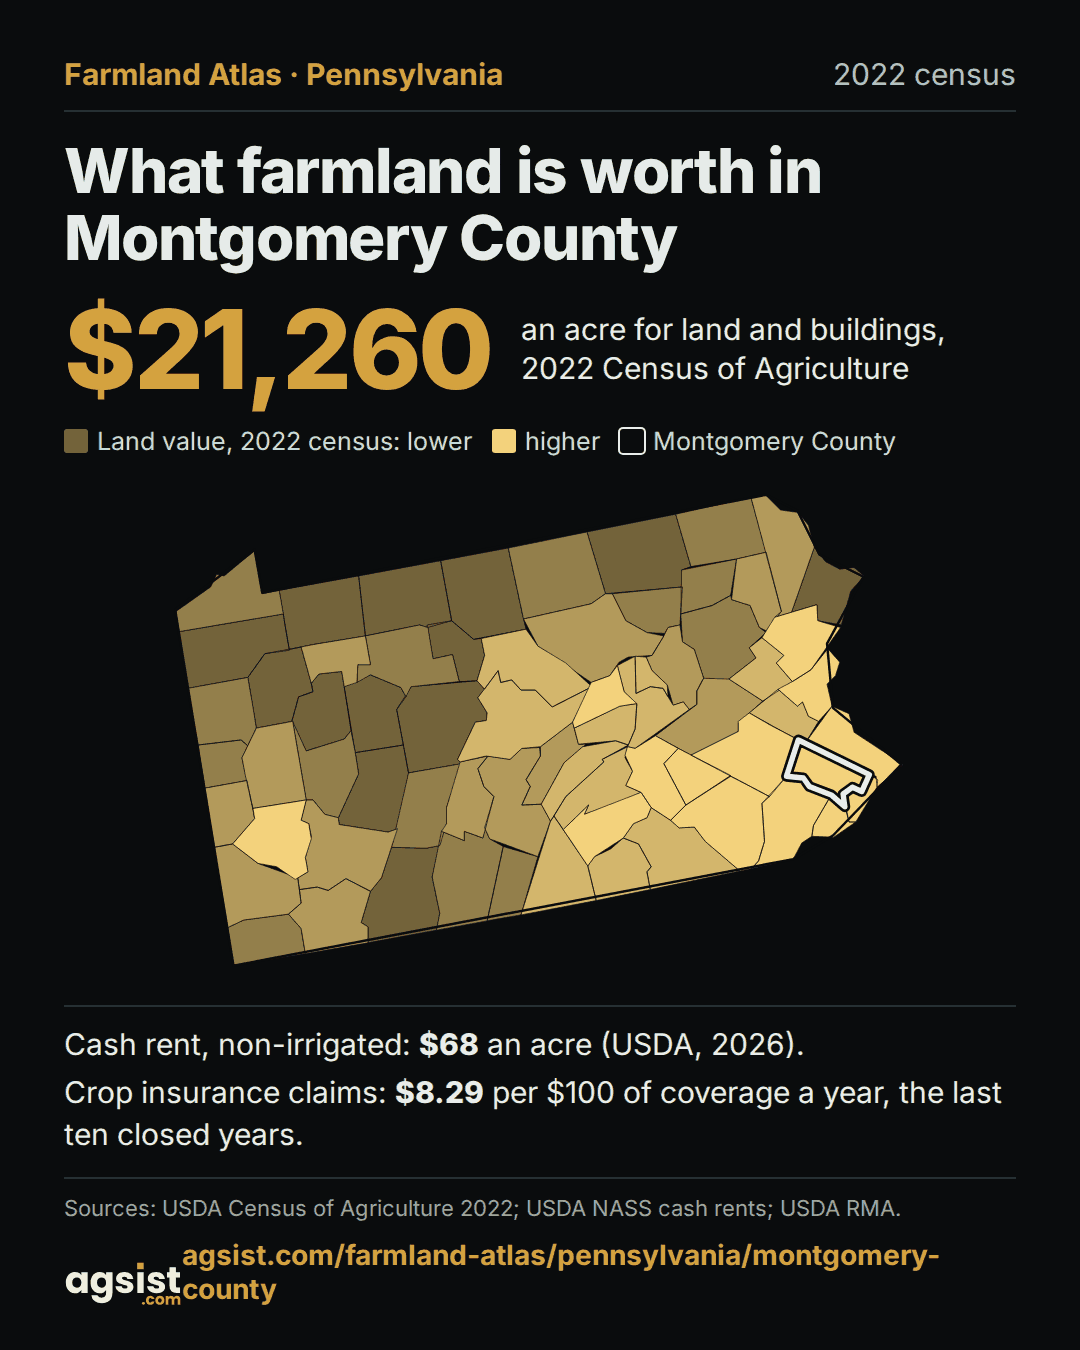 Farmland Atlas · Pennsylvania
2022 census
What farmland is worth in
Montgomery County
$21,260
an acre for land and buildings,
2022 Census of Agriculture
Land value, 2022 census: lower
higher
Montgomery County
Cash rent, non-irrigated: $68 an acre (USDA, 2026).
Crop insurance claims: $8.29 per $100 of coverage a year, the last
ten closed years.
Sources: USDA Census of Agriculture 2022; USDA NASS cash rents; USDA RMA.
agsist
.com
agsist.com/farmland-atlas/pennsylvania/montgomery-
county